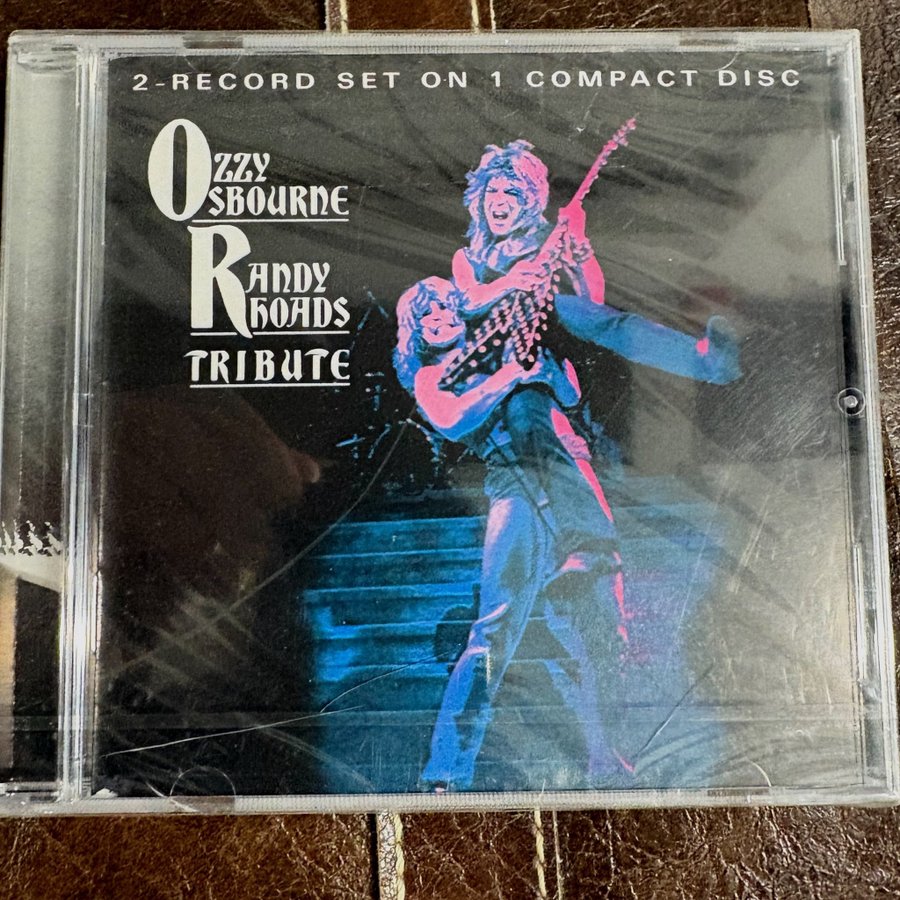 2-RECORD SET ON 1 COMPACT DISC
OZZY
OSBOURNE
RANDY
RHOADS
TRIBUTE